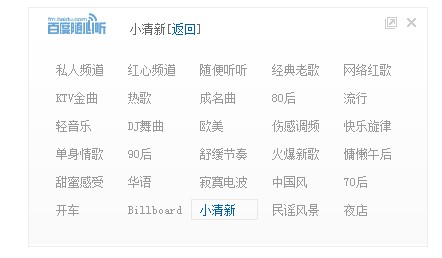 fm.baidu.com
百度随心听 小清新[返回]
私人频道 红心频道 随便听听 经典老歌 网络红歌
KTV金曲 热歌 成名曲 80后 流行
轻音乐 DJ舞曲 欧美 伤感调频 快乐旋律
单身情歌 90后 舒缓节奏 火爆新歌 慵懒午后
甜蜜感受 华语 寂寞电波 中国风 70后
开车 Billboard 小清新 民谣风景 夜店